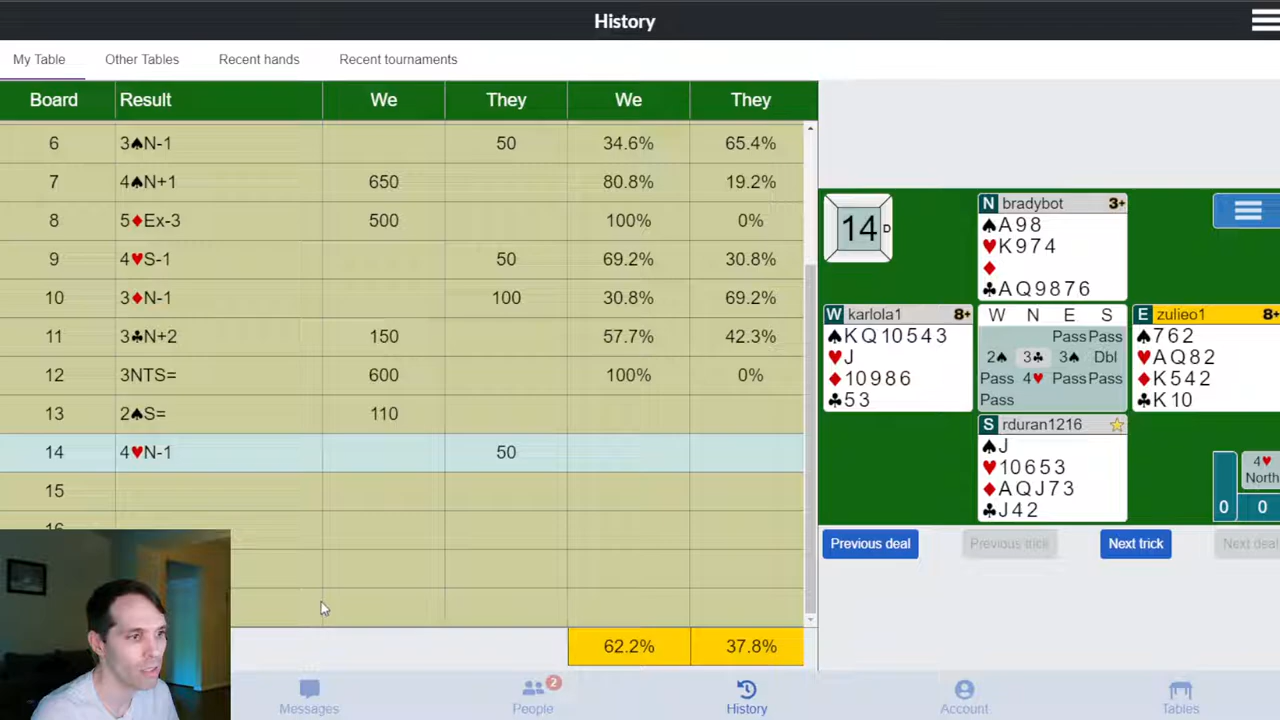 History
My Table Other Tables Recent hands Recent tournaments
Board Result We They We They
6 3♠N-1 50 34.6% 65.4%
7 4♠N+1 650 80.8% 19.2%
8 5♦Ex-3 500 100% 0%
9 4♥S-1 50 69.2% 30.8%
10 3♦N-1 100 30.8% 69.2%
11 3♣N+2 150 57.7% 42.3%
12 3NTS= 600 100% 0%
13 2♠S= 110
14 4♥N-1 50
15
62.2% 37.8%
14 D
N bradybot 3+
♠A98
♥K974
♦
♣AQ9876
W karlola1 8+
♠KQ10543
♥J
♦10986
♣53
W N E S
Pass Pass
2♠ 3♣ 3♠ Dbl
Pass 4♥ Pass Pass
Pass
E zulieo1 8+
♠762
♥AQ82
♦K542
♣K10
S rduran1216
♠J
♥10653
♦AQJ73
♣J42
4♥
North
0 0
Previous deal Previous trick Next trick Next deal
2
Messages People History Account Tables